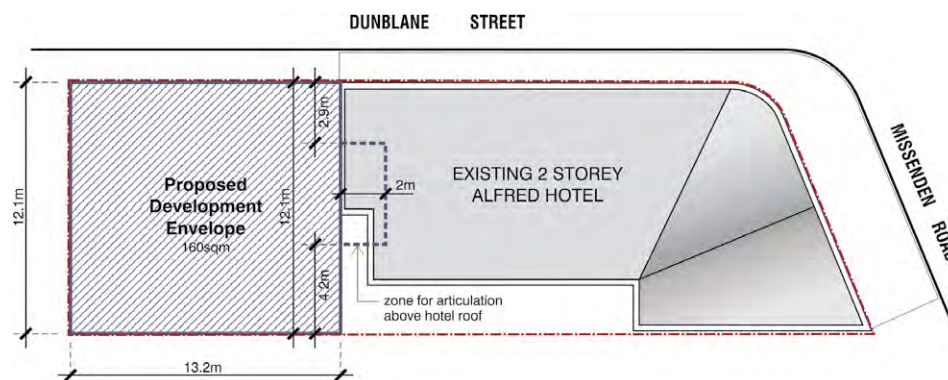 DUNBLANE STREET
12.1m
Proposed
Development
Envelope
160sqm
12.1m
2.9m
4.2m
2m
EXISTING 2 STOREY
ALFRED HOTEL
zone for articulation
above hotel roof
MISSENDEN ROAD
13.2m